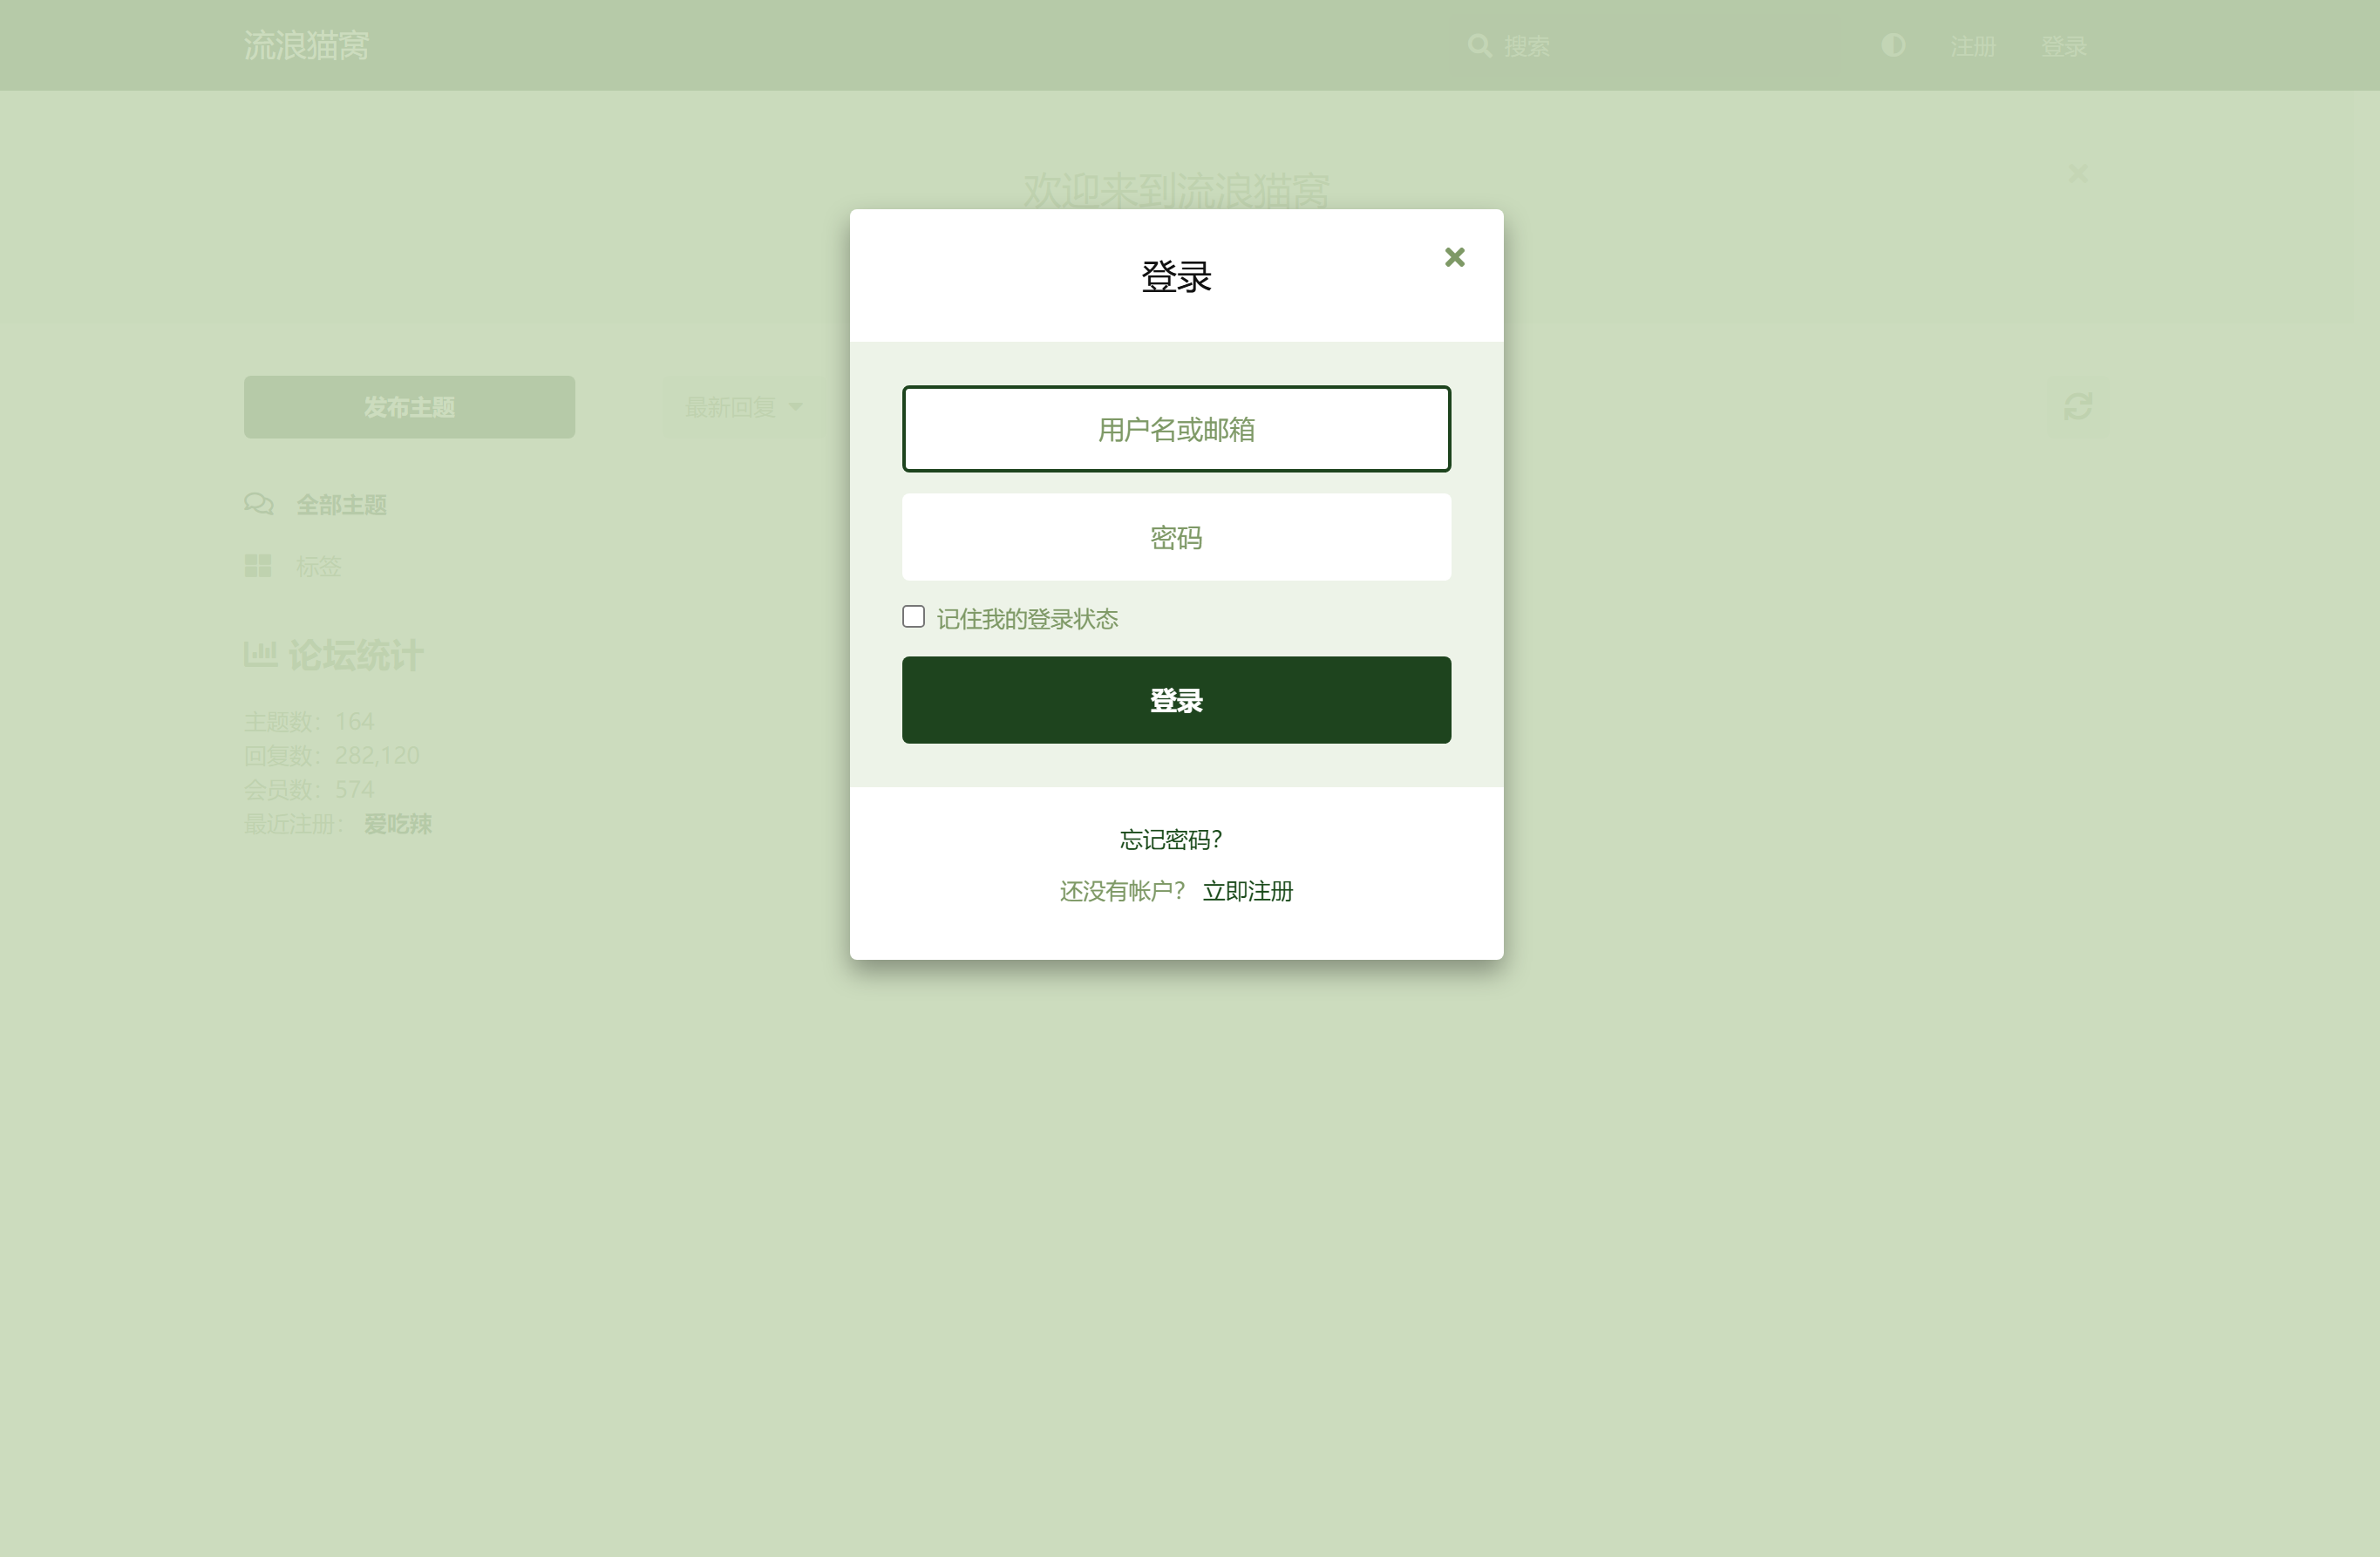 流浪猫窝
搜索
注册
登录
欢迎来到流浪猫窝
登录
用户名或邮箱
密码
记住我的登录状态
登录
忘记密码？
还没有帐户？ 立即注册
发布主题
最新回复
全部主题
标签
论坛统计
主题数：164
回复数：282,120
会员数：574
最近注册： 爱吃辣